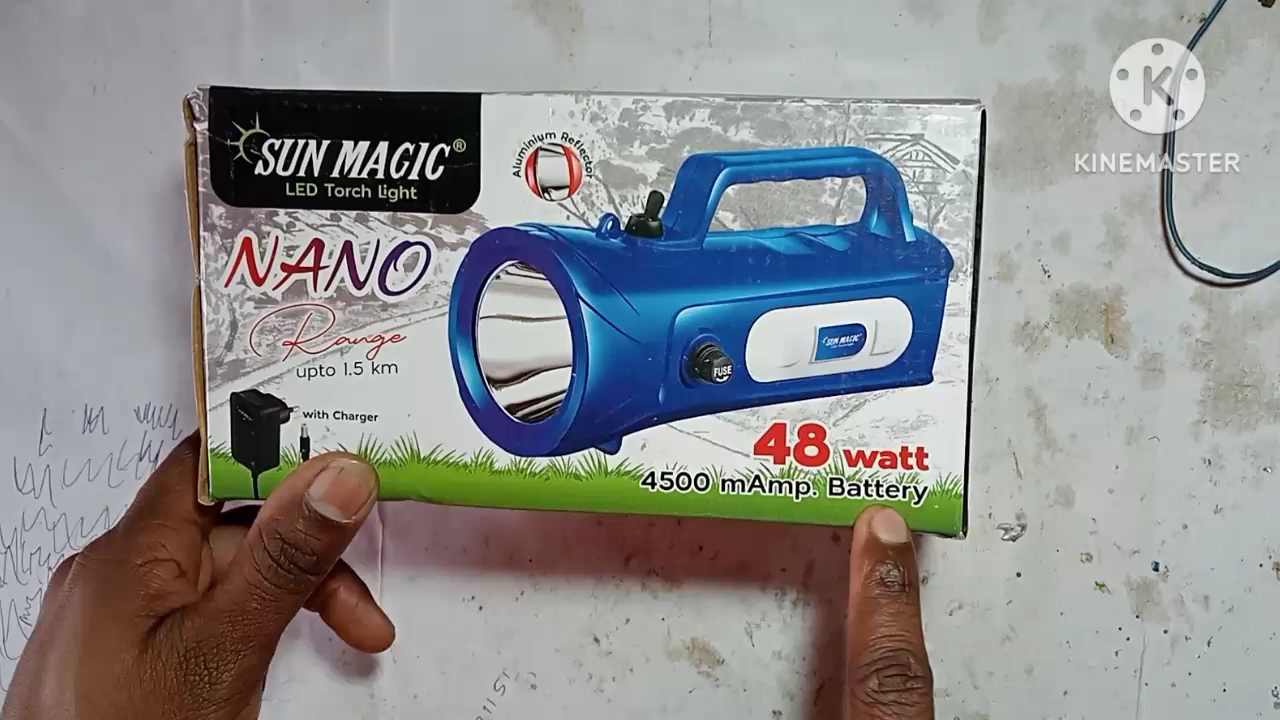 SUN MAGIC®
LED Torch Light
Aluminium Reflector
NANO
Range
upto 1.5 km
with Charger
FUSE
SUN MAGIC
48 watt
4500 mAmp. Battery
KINEMASTER